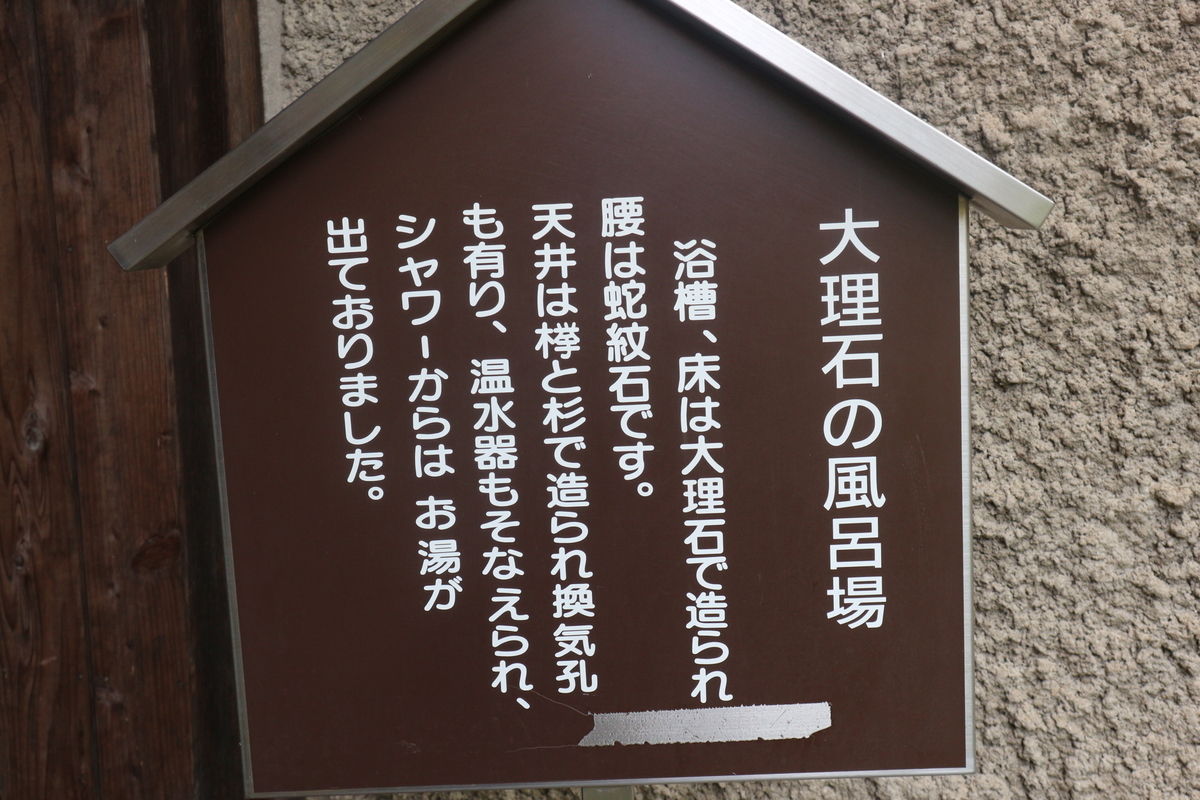 大理石の風呂場
浴槽、床は大理石で造られ
腰は蛇紋石です。
天井は欅と杉で造られ換気孔
も有り、温水器もそなえられ、
シャワーからは お湯が
出ておりました。